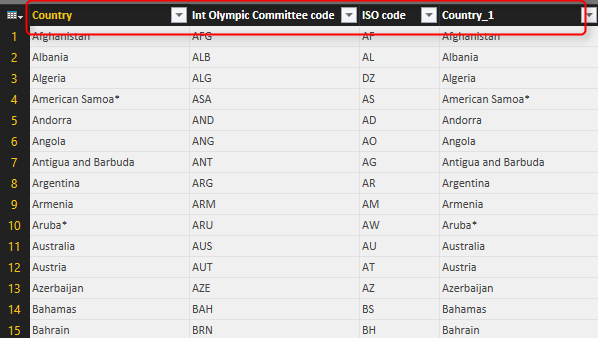 Country Int Olympic Committee code ISO code Country_1
1 Afghanistan AFG AF Afghanistan
2 Albania ALB AL Albania
3 Algeria ALG DZ Algeria
4 American Samoa* ASA AS American Samoa*
5 Andorra AND AD Andorra
6 Angola ANG AO Angola
7 Antigua and Barbuda ANT AG Antigua and Barbuda
8 Argentina ARG AR Argentina
9 Armenia ARM AM Armenia
10 Aruba* ARU AW Aruba*
11 Australia AUS AU Australia
12 Austria AUT AT Austria
13 Azerbaijan AZE AZ Azerbaijan
14 Bahamas BAH BS Bahamas
15 Bahrain BRN BH Bahrain